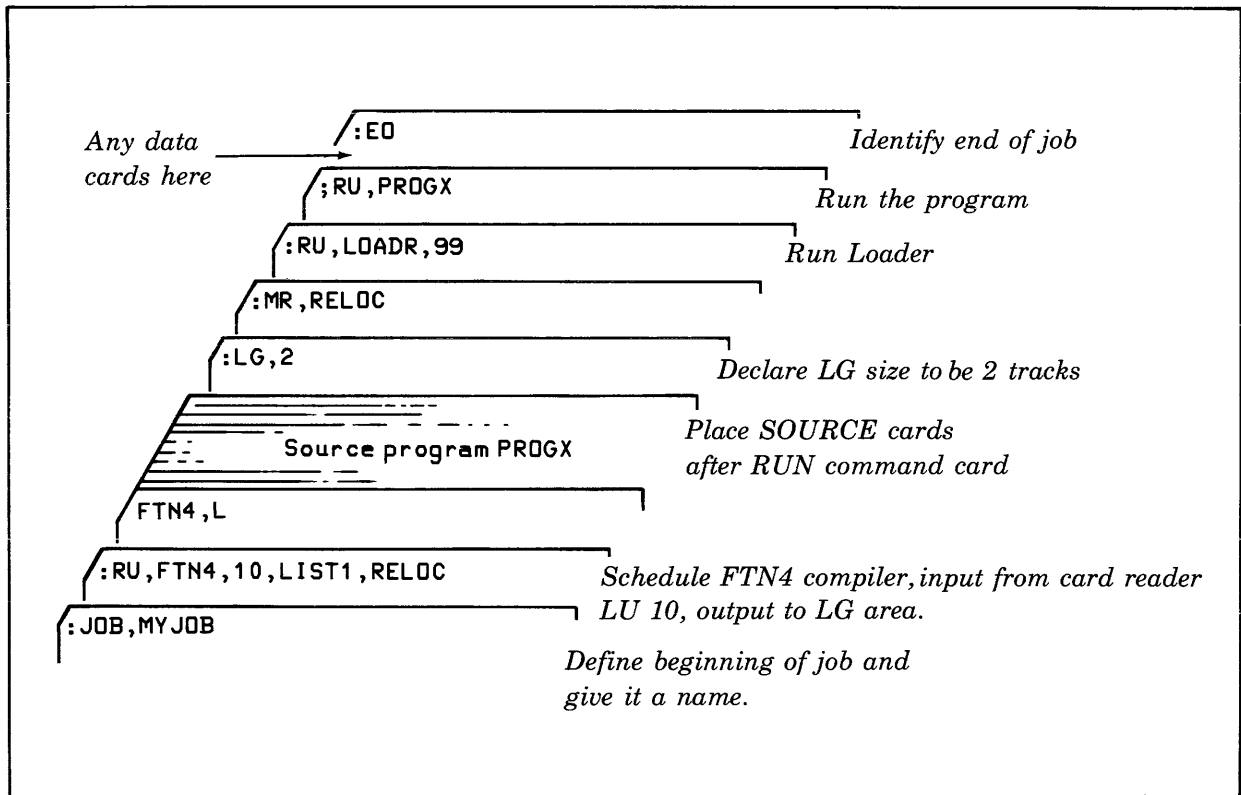 :EO
Any data
cards here
Identify end of job
;RU,PROGX
Run the program
:RU,LOADR,99
Run Loader
:MR,RELOC
:LG,2
Declare LG size to be 2 tracks
Source program PROGX
Place SOURCE cards
after RUN command card
FTN4,L
:RU,FTN4,10,LIST1,RELOC
Schedule FTN4 compiler, input from card reader
LU 10, output to LG area.
:JOB,MYJOB
Define beginning of job and
give it a name.